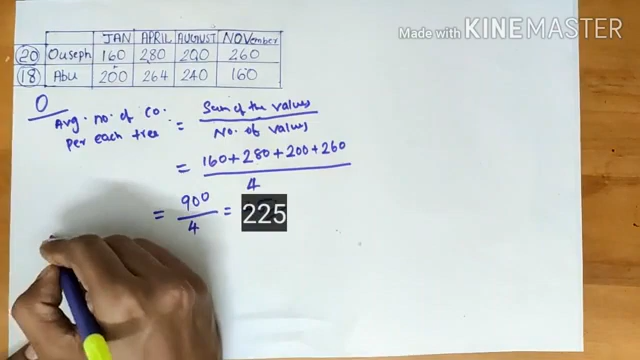 Made with KINEMASTER
JAN APRIL AUGUST NOVember
20 Ouseph 160 280 200 260
18 Abu 200 264 240 160
O
Avg. no. of co. = Sum of the values
per each tree No. of values
= 160+280+200+260
4
= 900 = 225
4